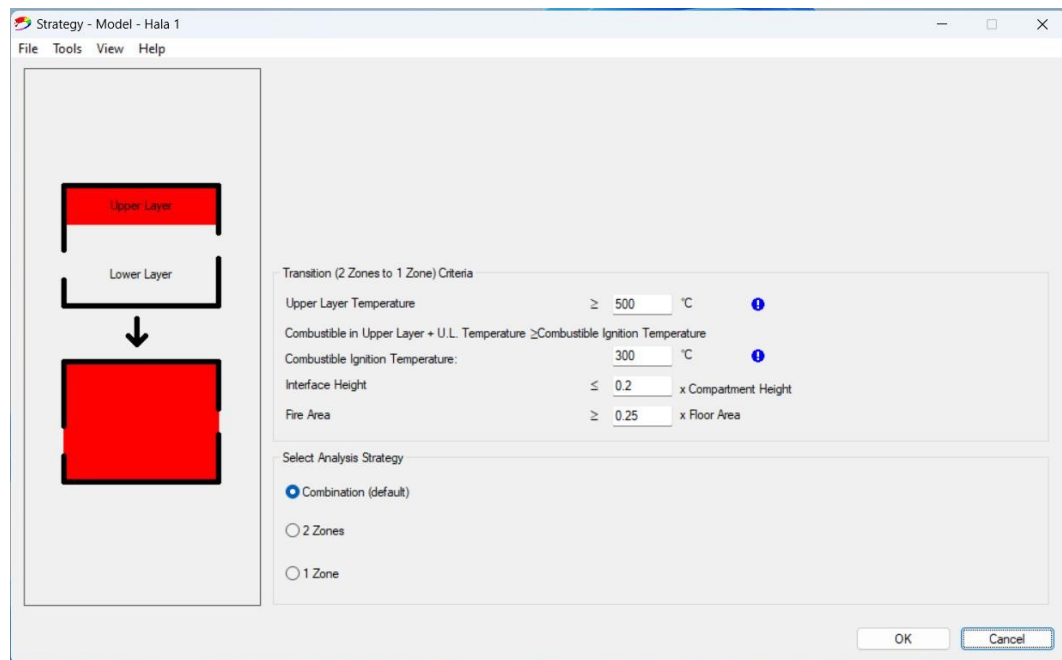 Strategy - Model - Hala 1
File Tools View Help
Upper Layer
Lower Layer
Transition (2 Zones to 1 Zone) Criteria
Upper Layer Temperature ≥ 500 °C
Combustible in Upper Layer + U.L. Temperature ≥Combustible Ignition Temperature
Combustible Ignition Temperature: 300 °C
Interface Height ≤ 0.2 x Compartment Height
Fire Area ≥ 0.25 x Floor Area
Select Analysis Strategy
Combination (default)
2 Zones
1 Zone
OK Cancel